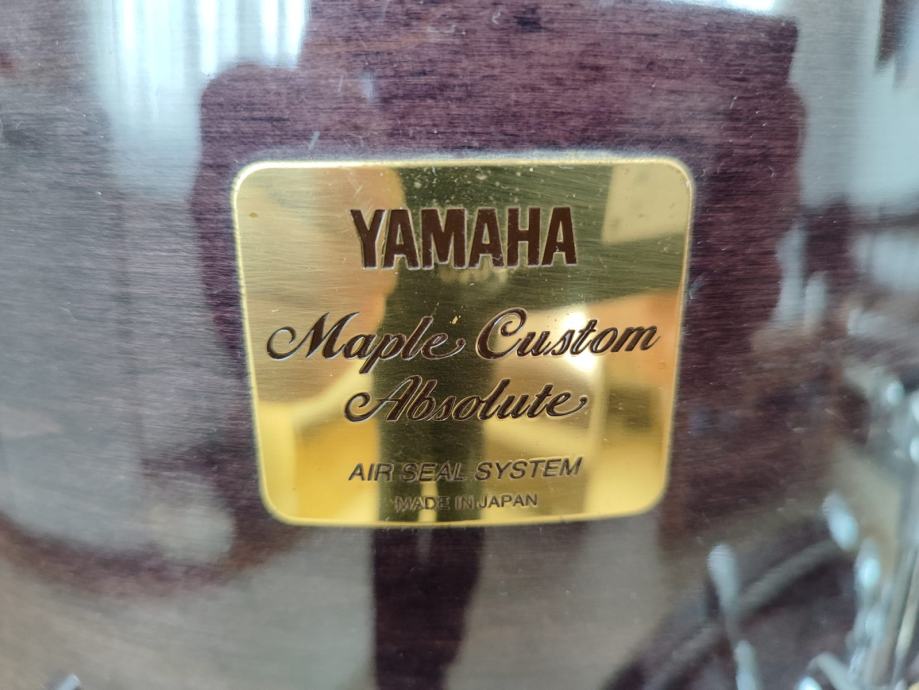 YAMAHA
Maple Custom
Absolute
AIR SEAL SYSTEM
MADE IN JAPAN